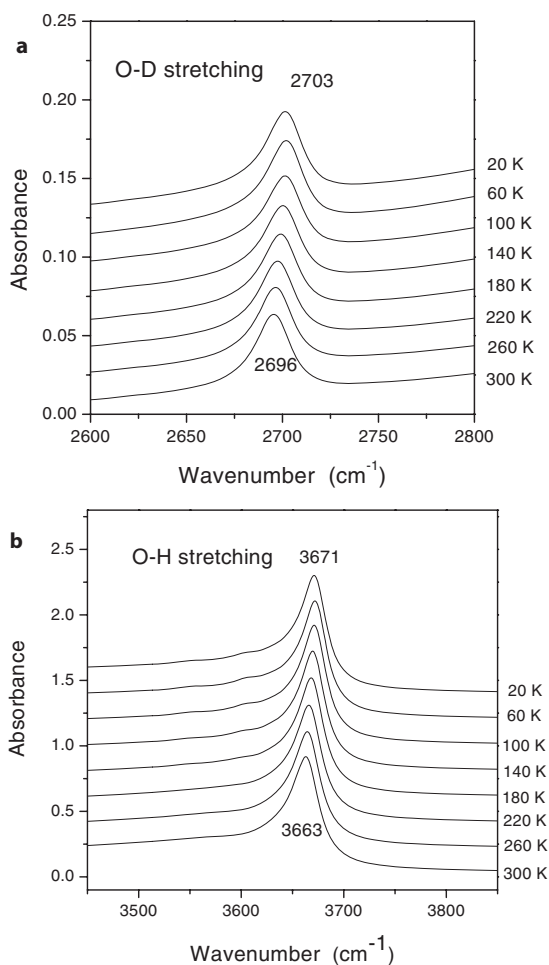 a
O-D stretching
2703
0.25
0.20
0.15
0.10
0.05
0.00
Absorbance
20 K
60 K
100 K
140 K
180 K
220 K
260 K
300 K
2696
2600
2650
2700
2750
2800
Wavenumber (cm⁻¹)
b
O-H stretching
3671
2.5
2.0
1.5
1.0
0.5
0.0
Absorbance
20 K
60 K
100 K
140 K
180 K
220 K
260 K
300 K
3663
3500
3600
3700
3800
Wavenumber (cm⁻¹)